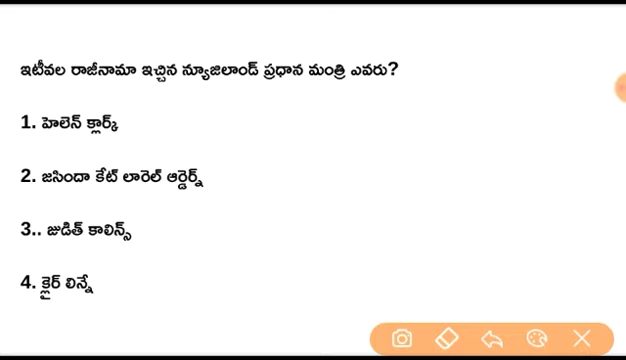 ఇటీవల రాజీనామా ఇచ్చిన న్యూజిలాండ్ ప్రధాన మంత్రి ఎవరు?
1. హెలెన్ క్లార్క్
2. జసిందా కేట్ లారెల్ ఆర్డెర్న్
3.. జుడిత్ కాలిన్స్
4. క్లైర్ లిన్నే